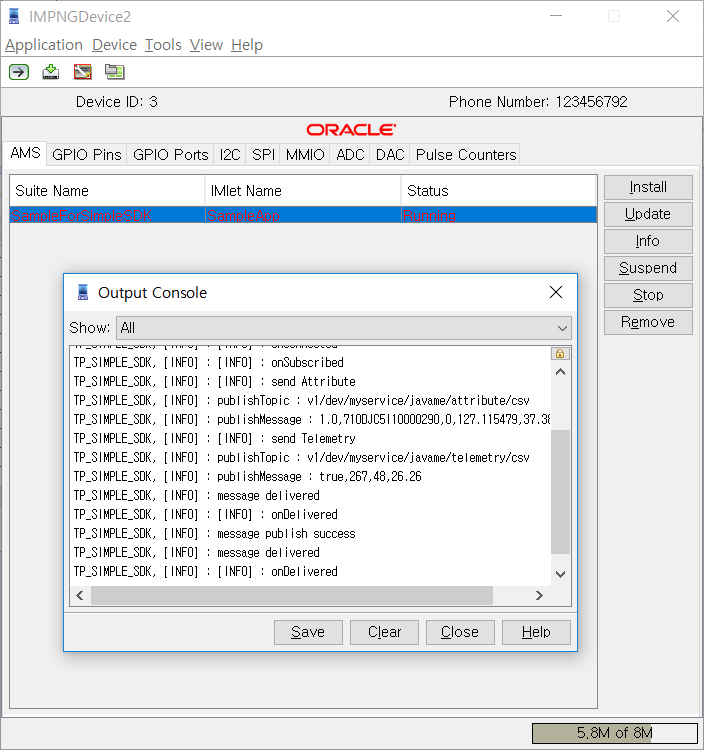 IMPNGDevice2
Application Device Tools View Help
Device ID: 3 Phone Number: 123456792
ORACLE
AMS GPIO Pins GPIO Ports I2C SPI MMIO ADC DAC Pulse Counters
Suite Name IMlet Name Status
SampleForSimpleSDK SampleApp Running
Install
Update
Info
Suspend
Stop
Remove
Output Console
Show: All
TP_SIMPLE_SDK, [INFO] : [INFO] : onConnected
TP_SIMPLE_SDK, [INFO] : [INFO] : onSubscribed
TP_SIMPLE_SDK, [INFO] : [INFO] : send Attribute
TP_SIMPLE_SDK, [INFO] : publishTopic : v1/dev/myservice/javame/attribute/csv
TP_SIMPLE_SDK, [INFO] : publishMessage : 1.0,710DJC5I10000290,0,127.115479,37.38
TP_SIMPLE_SDK, [INFO] : [INFO] : send Telemetry
TP_SIMPLE_SDK, [INFO] : publishTopic : v1/dev/myservice/javame/telemetry/csv
TP_SIMPLE_SDK, [INFO] : publishMessage : true,267,48,26.26
TP_SIMPLE_SDK, [INFO] : message delivered
TP_SIMPLE_SDK, [INFO] : [INFO] : onDelivered
TP_SIMPLE_SDK, [INFO] : message publish success
TP_SIMPLE_SDK, [INFO] : message delivered
TP_SIMPLE_SDK, [INFO] : [INFO] : onDelivered
Save Clear Close Help
5.8M of 8M